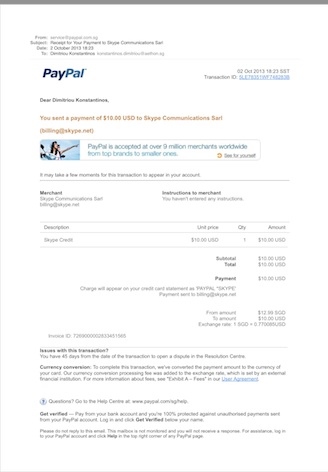 From: service@paypal.com.sg
Subject: Receipt for Your Payment to Skype Communications Sarl
Date: 2 October 2013 18:23
To: Dimitriou Konstantinos
PayPal
02 Oct 2013 18:23 SST
Transaction ID:
Dear Dimitriou Konstantinos,
You sent a payment of $10.00 USD to Skype Communications Sarl
(billing@skype.net)
PayPal is accepted at over 9 million merchants worldwide
from top brands to smaller ones.
See for yourself
It may take a few moments for this transaction to appear in your account.
Merchant Instructions to merchant
Skype Communications Sarl You haven't entered any instructions.
billing@skype.net
Description Unit price Qty Amount
Skype Credit $10.00 USD 1 $10.00 USD
Subtotal $10.00 USD
Total $10.00 USD
Payment $10.00 USD
Charge will appear on your credit card statement as 'PAYPAL *SKYPE'
Payment sent to billing@skype.net
From amount $12.99 SGD
To amount $10.00 USD
Exchange rate: 1 SGD = 0.770089USD
Invoice ID:
Issues with this transaction?
You have 45 days from the date of the transaction to open a dispute in the Resolution Centre.
Currency conversion: To complete this transaction, we've converted the payment amount to the currency of
your card. Our currency conversion processing fee was added to the exchange rate, which is set by an external
financial institution. For more information about fees, see "Exhibit A – Fees" in our User Agreement.
Questions? Go to the Help Centre at: www.paypal.com/sg/help.
Get verified — Pay from your bank account and you're 100% protected against unauthorised payments sent
from your PayPal account. Log in and click Get Verified below your name.
Please do not reply to this email. This mailbox is not monitored and you will not receive a response. For assistance, log in
to your PayPal account and click Help in the top right corner of any PayPal page.